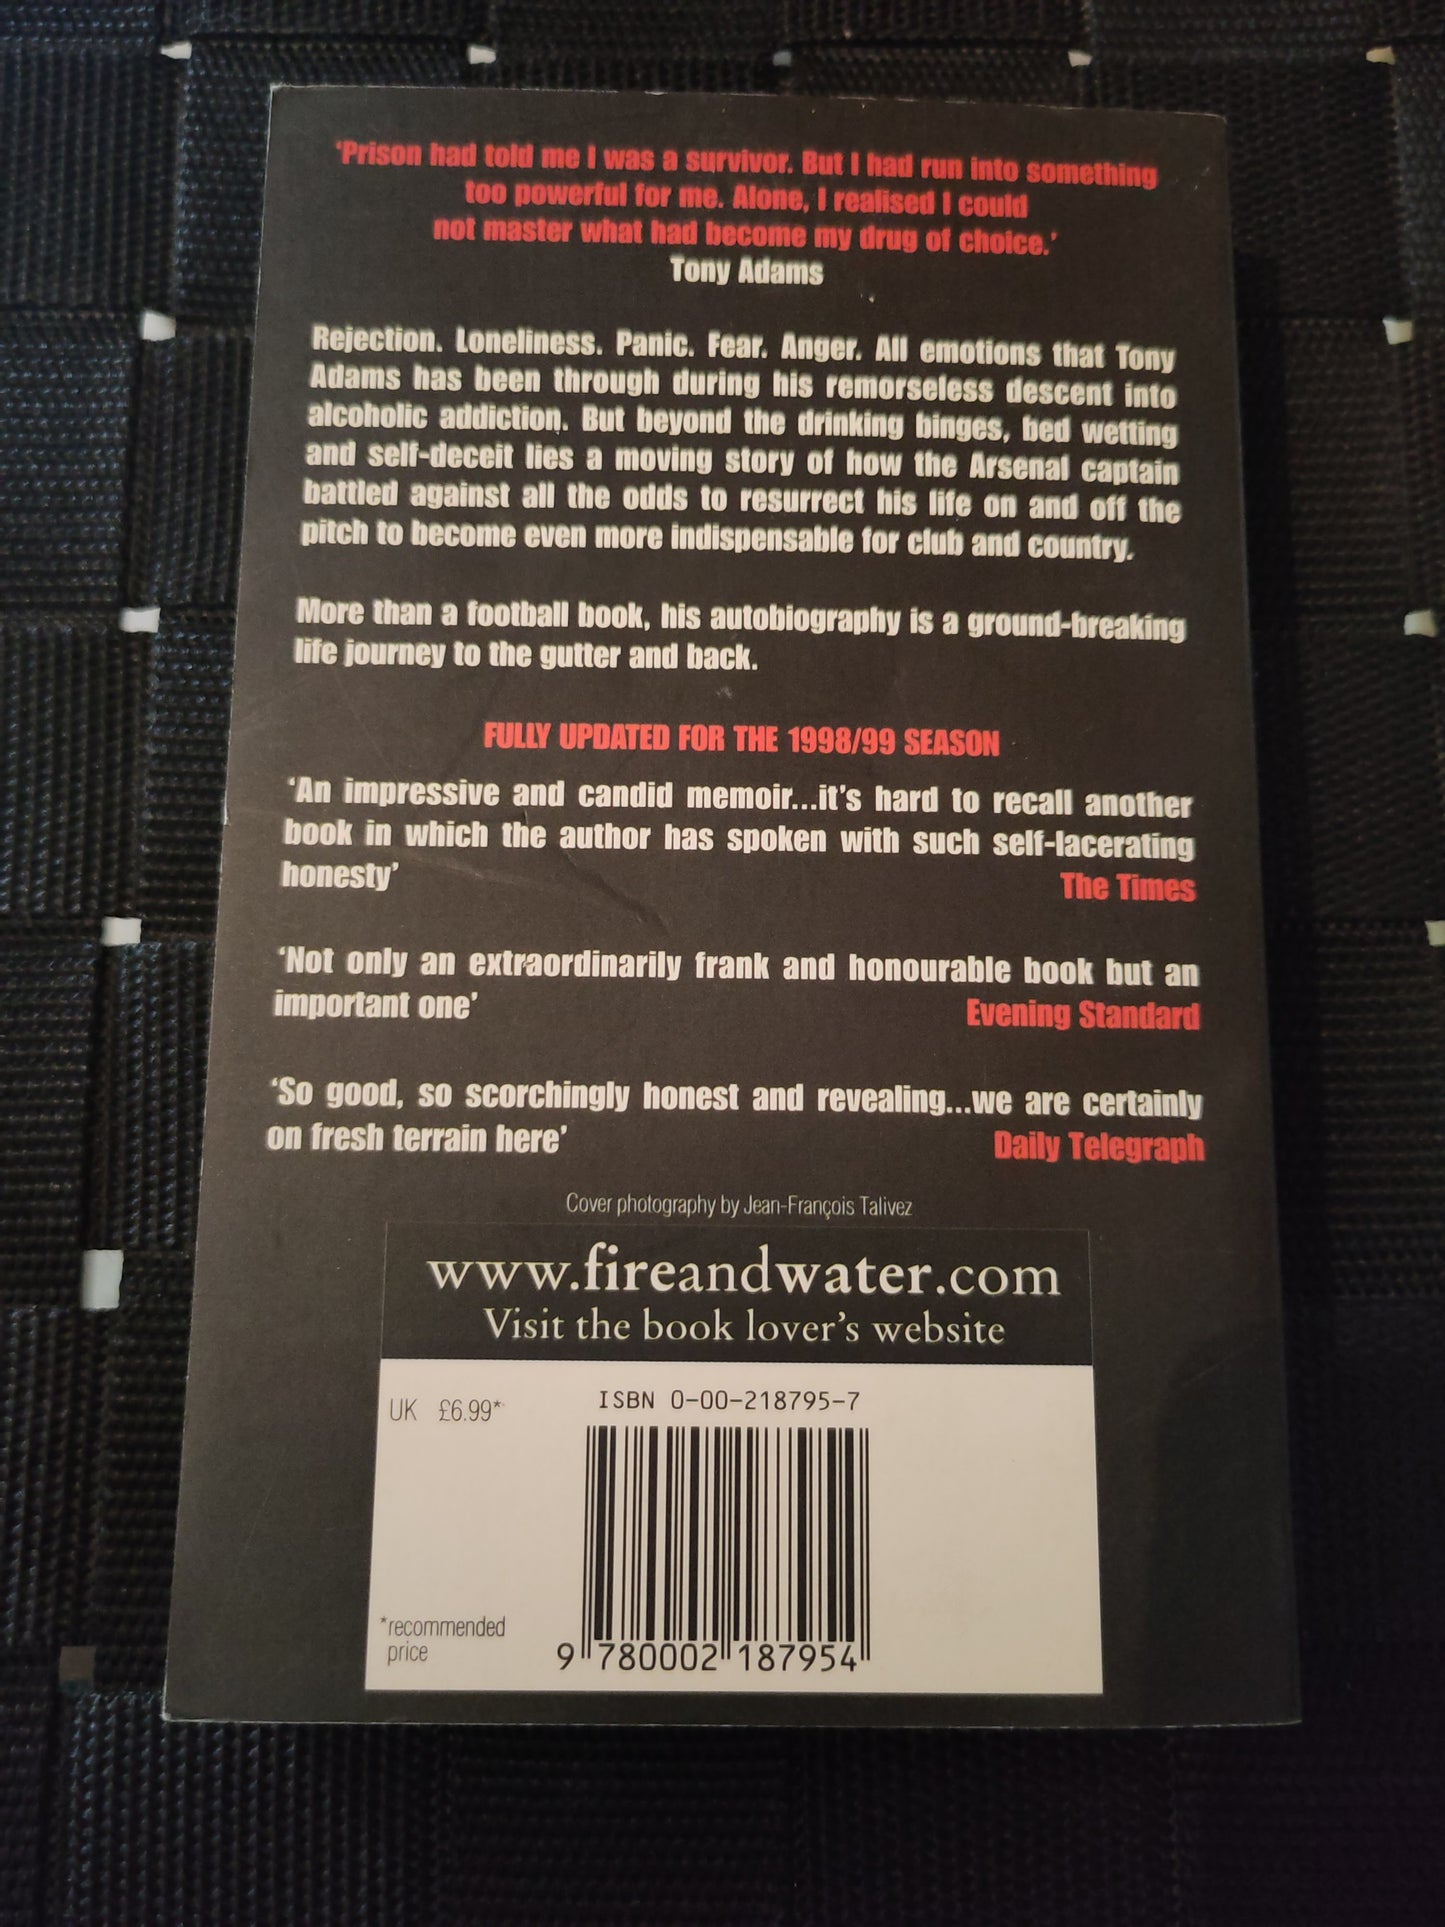 ‘Prison had told me I was a survivor. But I had run into something
too powerful for me. Alone, I realised I could
not master what had become my drug of choice.’
Tony Adams
Rejection. Loneliness. Panic. Fear. Anger. All emotions that Tony
Adams has been through during his remorseless descent into
alcoholic addiction. But beyond the drinking binges, bed wetting
and self-deceit lies a moving story of how the Arsenal captain
battled against all the odds to resurrect his life on and off the
pitch to become even more indispensable for club and country.
More than a football book, his autobiography is a ground-breaking
life journey to the gutter and back.
FULLY UPDATED FOR THE 1998/99 SEASON
‘An impressive and candid memoir...it’s hard to recall another
book in which the author has spoken with such self-lacerating
honesty’ The Times
‘Not only an extraordinarily frank and honourable book but an
important one’ Evening Standard
‘So good, so scorchingly honest and revealing...we are certainly
on fresh terrain here’ Daily Telegraph
Cover photography by Jean-François Talivez
www.fireandwater.com
Visit the book lover’s website
UK £6.99*
ISBN 0-00-218795-7
*recommended
price
9 780002 187954